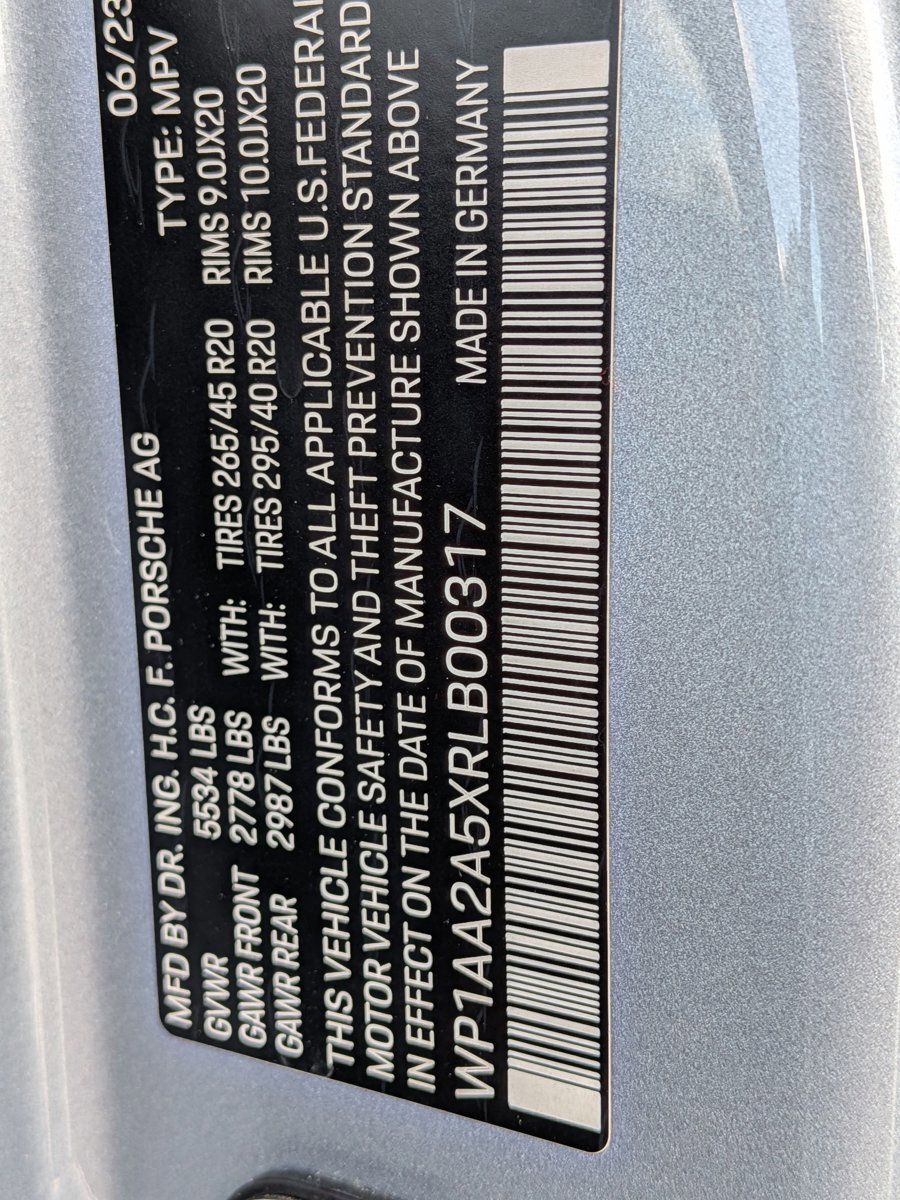 MFD BY DR. ING. H.C. F. PORSCHE AG 06/23
GVWR 5534 LBS TYPE: MPV
GAWR FRONT 2778 LBS WITH: TIRES 265/45 R20 RIMS 9.0JX20
GAWR REAR 2987 LBS WITH: TIRES 295/40 R20 RIMS 10.0JX20
THIS VEHICLE CONFORMS TO ALL APPLICABLE U.S. FEDERAL
MOTOR VEHICLE SAFETY AND THEFT PREVENTION STANDARD
IN EFFECT ON THE DATE OF MANUFACTURE SHOWN ABOVE
WP1AA2A5XRLB00317 MADE IN GERMANY